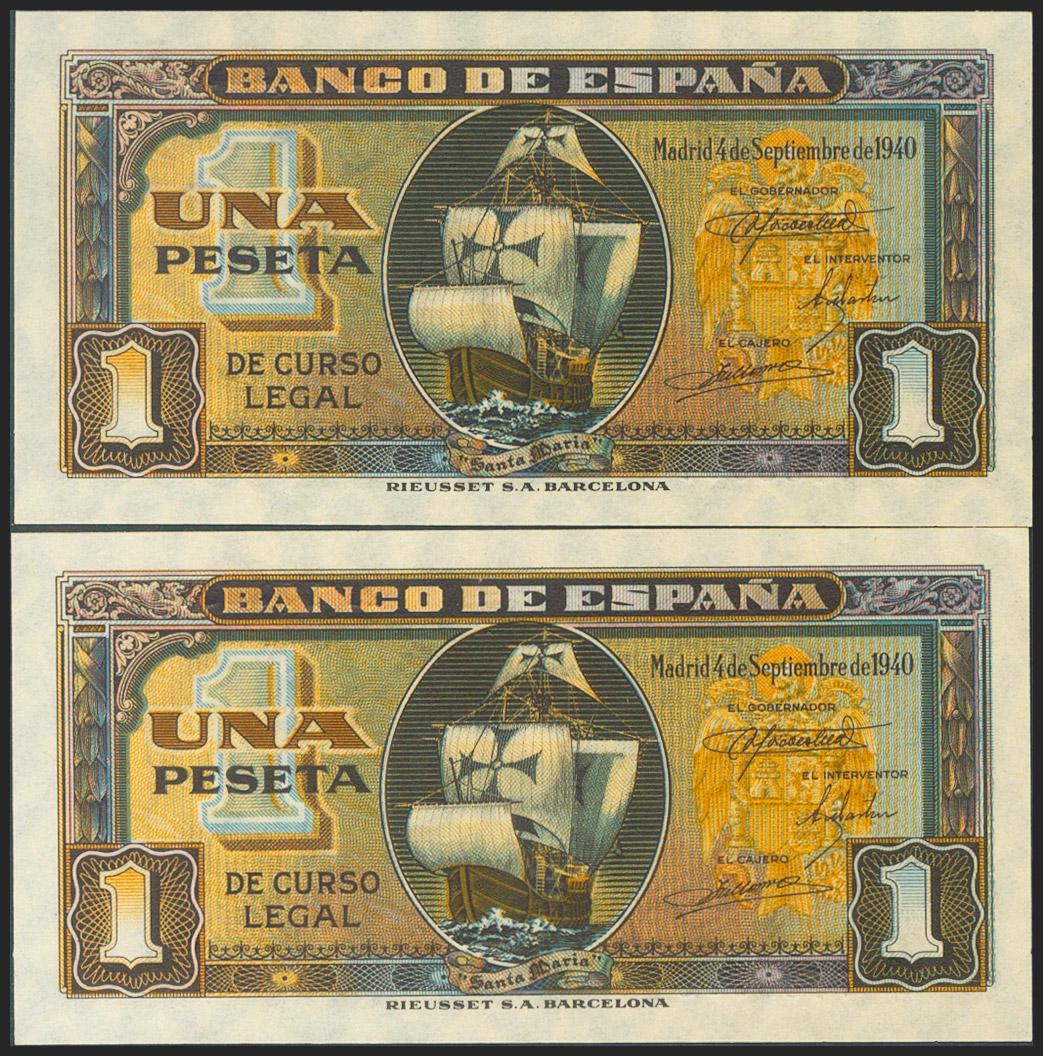 BANCO DE ESPAÑA
1
Madrid 4 de Septiembre de 1940
EL GOBERNADOR
UNA
PESETA
EL INTERVENTOR
EL CAJERO
DE CURSO
LEGAL
1
1
"Santa Maria"
RIEUSSET S.A. BARCELONA
BANCO DE ESPAÑA
1
Madrid 4 de Septiembre de 1940
EL GOBERNADOR
UNA
PESETA
EL INTERVENTOR
EL CAJERO
DE CURSO
LEGAL
1
1
"Santa Maria"
RIEUSSET S.A. BARCELONA